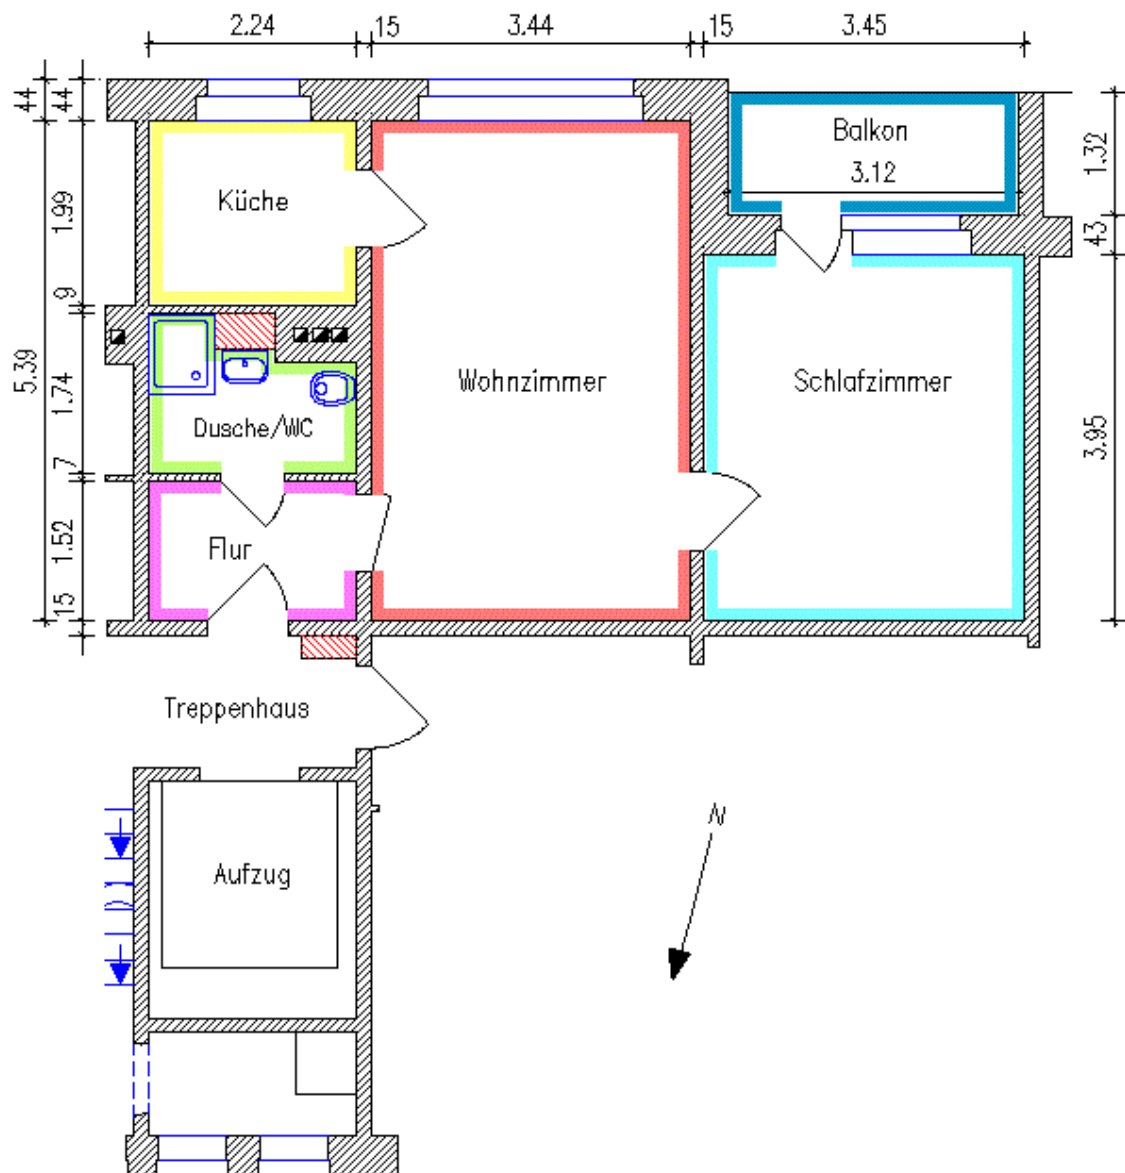 2.24
15
3.44
15
3.45
44
44
Balkon
3.12
1.32
Küche
1.99
43
9
5.39
1.74
Wohnzimmer
Schlafzimmer
3.95
Dusche/WC
7
1.52
Flur
15
Treppenhaus
N
Aufzug